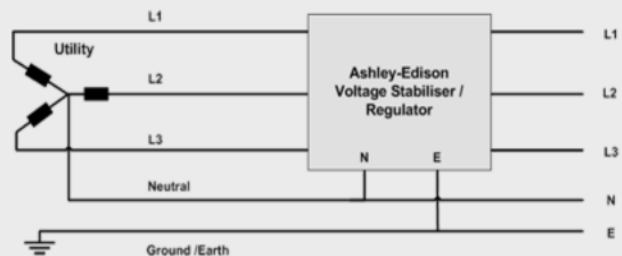 L1
Utility
L2
L3
Ashley-Edison
Voltage Stabiliser /
Regulator
N
E
L1
L2
L3
Neutral
N
Ground /Earth
E